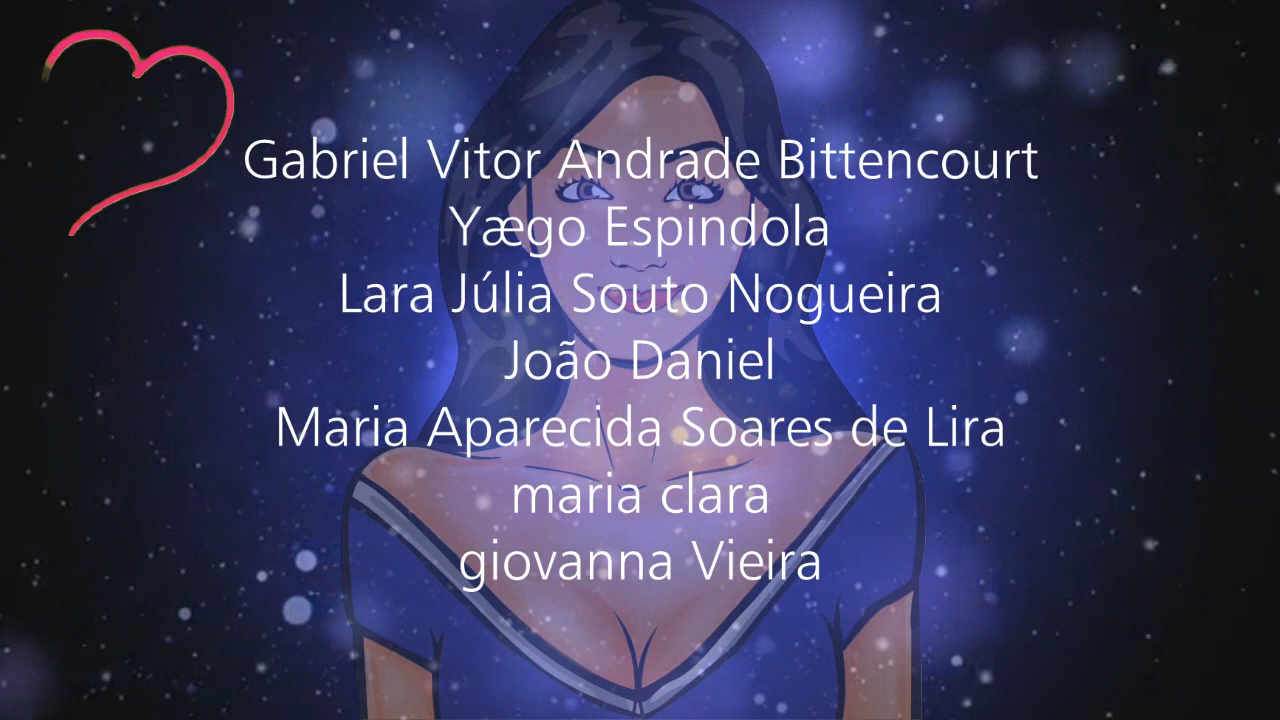 Gabriel Vitor Andrade Bittencourt
Yægo Espindola
Lara Júlia Souto Nogueira
João Daniel
Maria Aparecida Soares de Lira
maria clara
giovanna Vieira